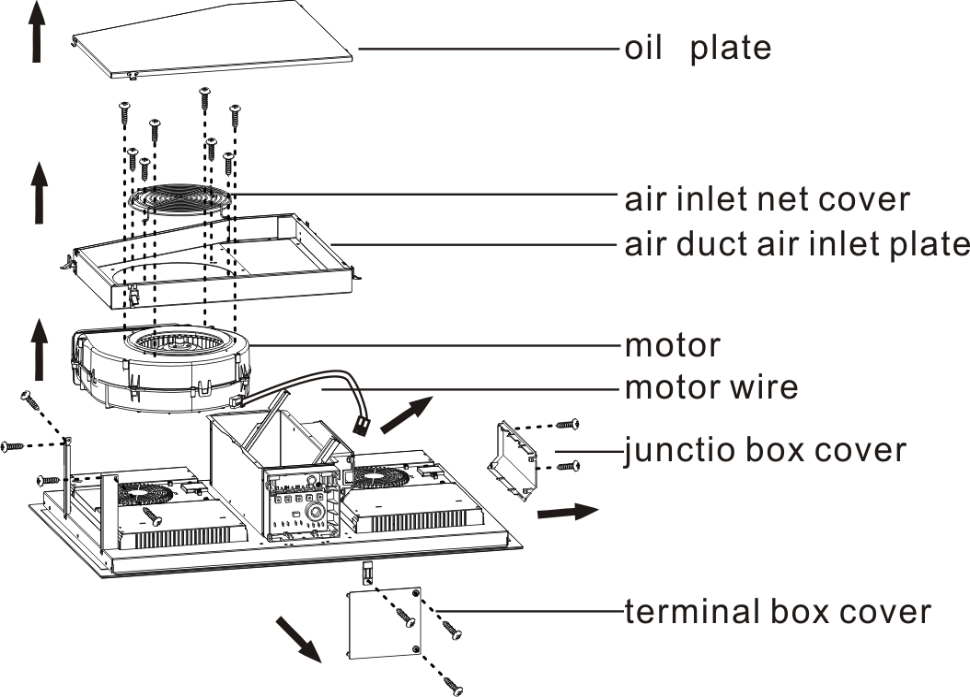 oil plate
air inlet net cover
air duct air inlet plate
motor
motor wire
junctio box cover
terminal box cover